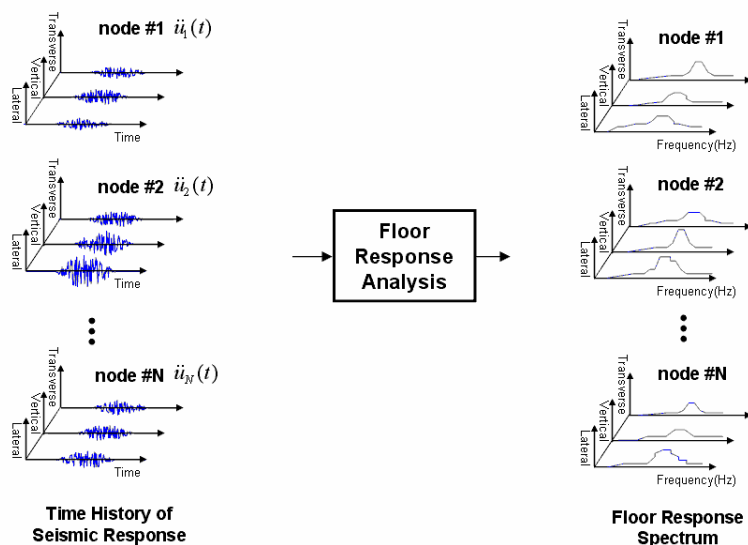 node #1 ü₁(t)
Transverse
Vertical
Lateral
Time
node #2 ü₂(t)
Transverse
Vertical
Lateral
Time
node #N ü_N(t)
Transverse
Vertical
Lateral
Time
Time History of
Seismic Response
Floor
Response
Analysis
node #1
Transverse
Vertical
Lateral
Frequency(Hz)
node #2
Transverse
Vertical
Lateral
Frequency(Hz)
node #N
Transverse
Vertical
Lateral
Frequency(Hz)
Floor Response
Spectrum